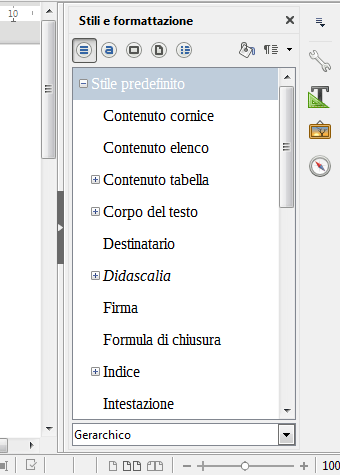 10
Stili e formattazione
Stile predefinito
Contenuto cornice
Contenuto elenco
Contenuto tabella
Corpo del testo
Destinatario
Didascalia
Firma
Formula di chiusura
Indice
Intestazione
Gerarchico
100